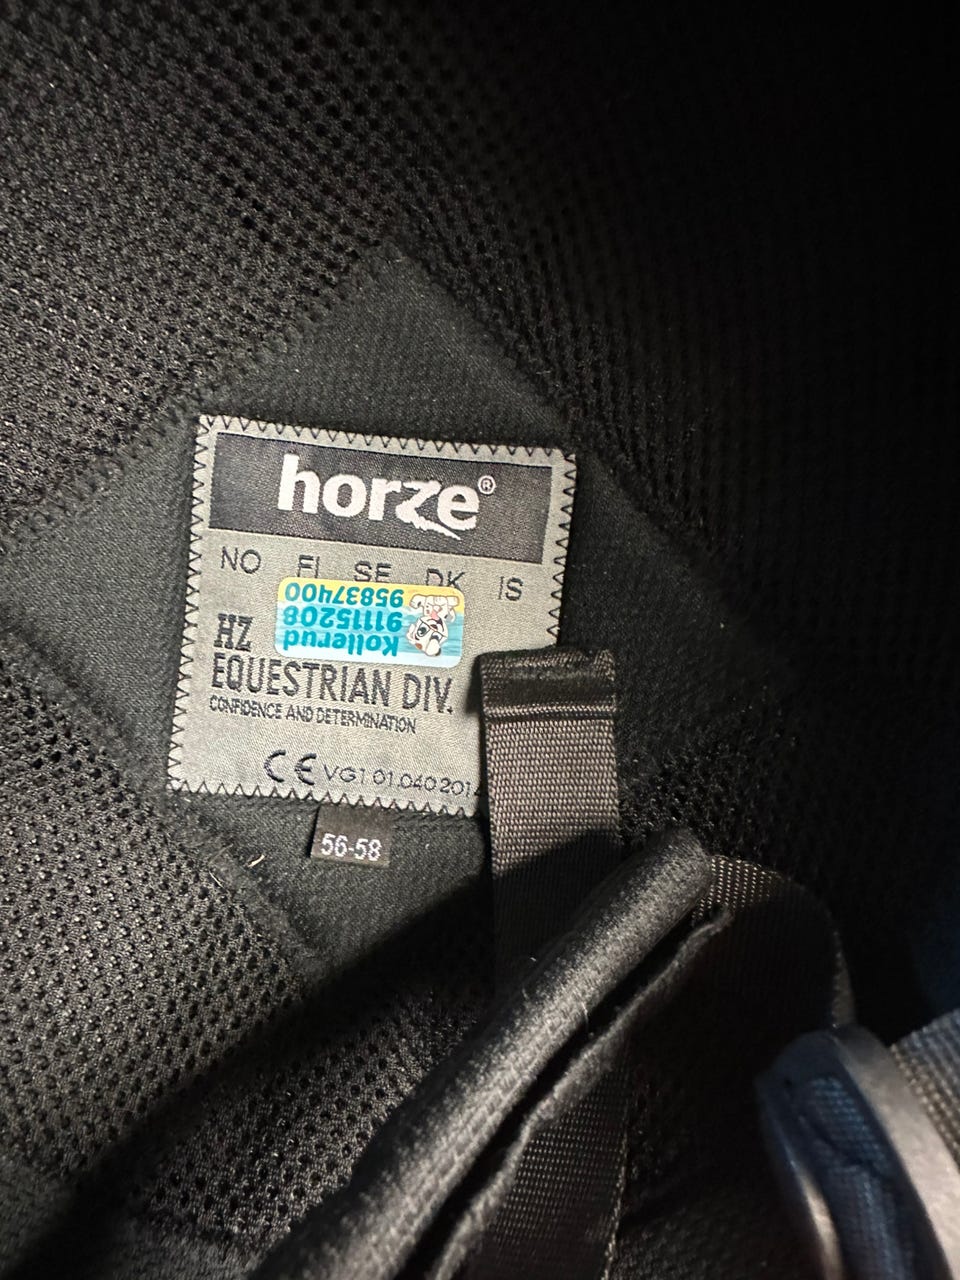 horze®
NO FI SE DK IS
Kollerud
91115208
95837400
HZ
EQUESTRIAN DIV.
CONFIDENCE AND DETERMINATION
CE VG1 01.040 201
56-58